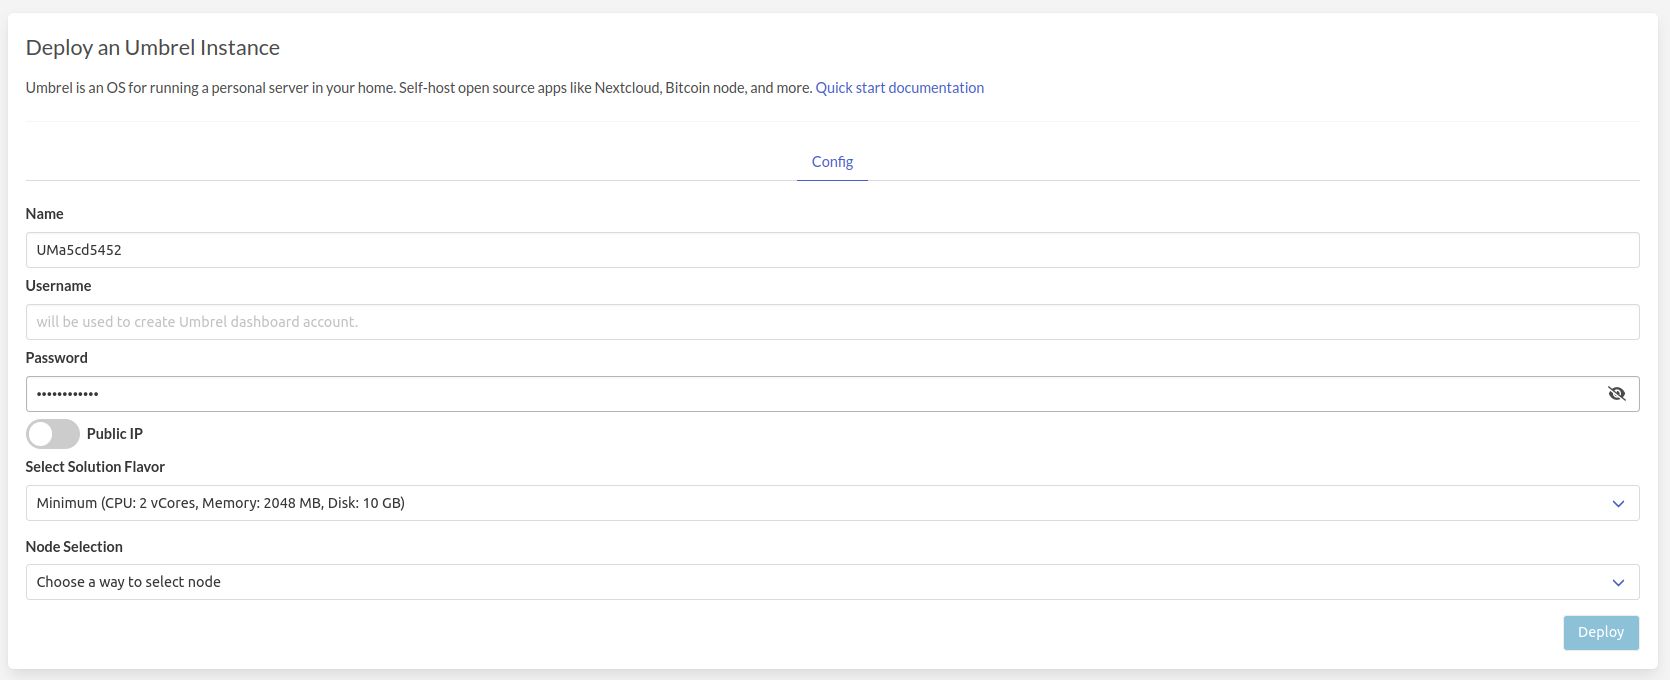 Deploy an Umbrel Instance
Umbrel is an OS for running a personal server in your home. Self-host open source apps like Nextcloud, Bitcoin node, and more. Quick start documentation
Config
Name
UMa5cd5452
Username
will be used to create Umbrel dashboard account.
Password
••••••••••••
Public IP
Select Solution Flavor
Minimum (CPU: 2 vCores, Memory: 2048 MB, Disk: 10 GB)
Node Selection
Choose a way to select node
Deploy